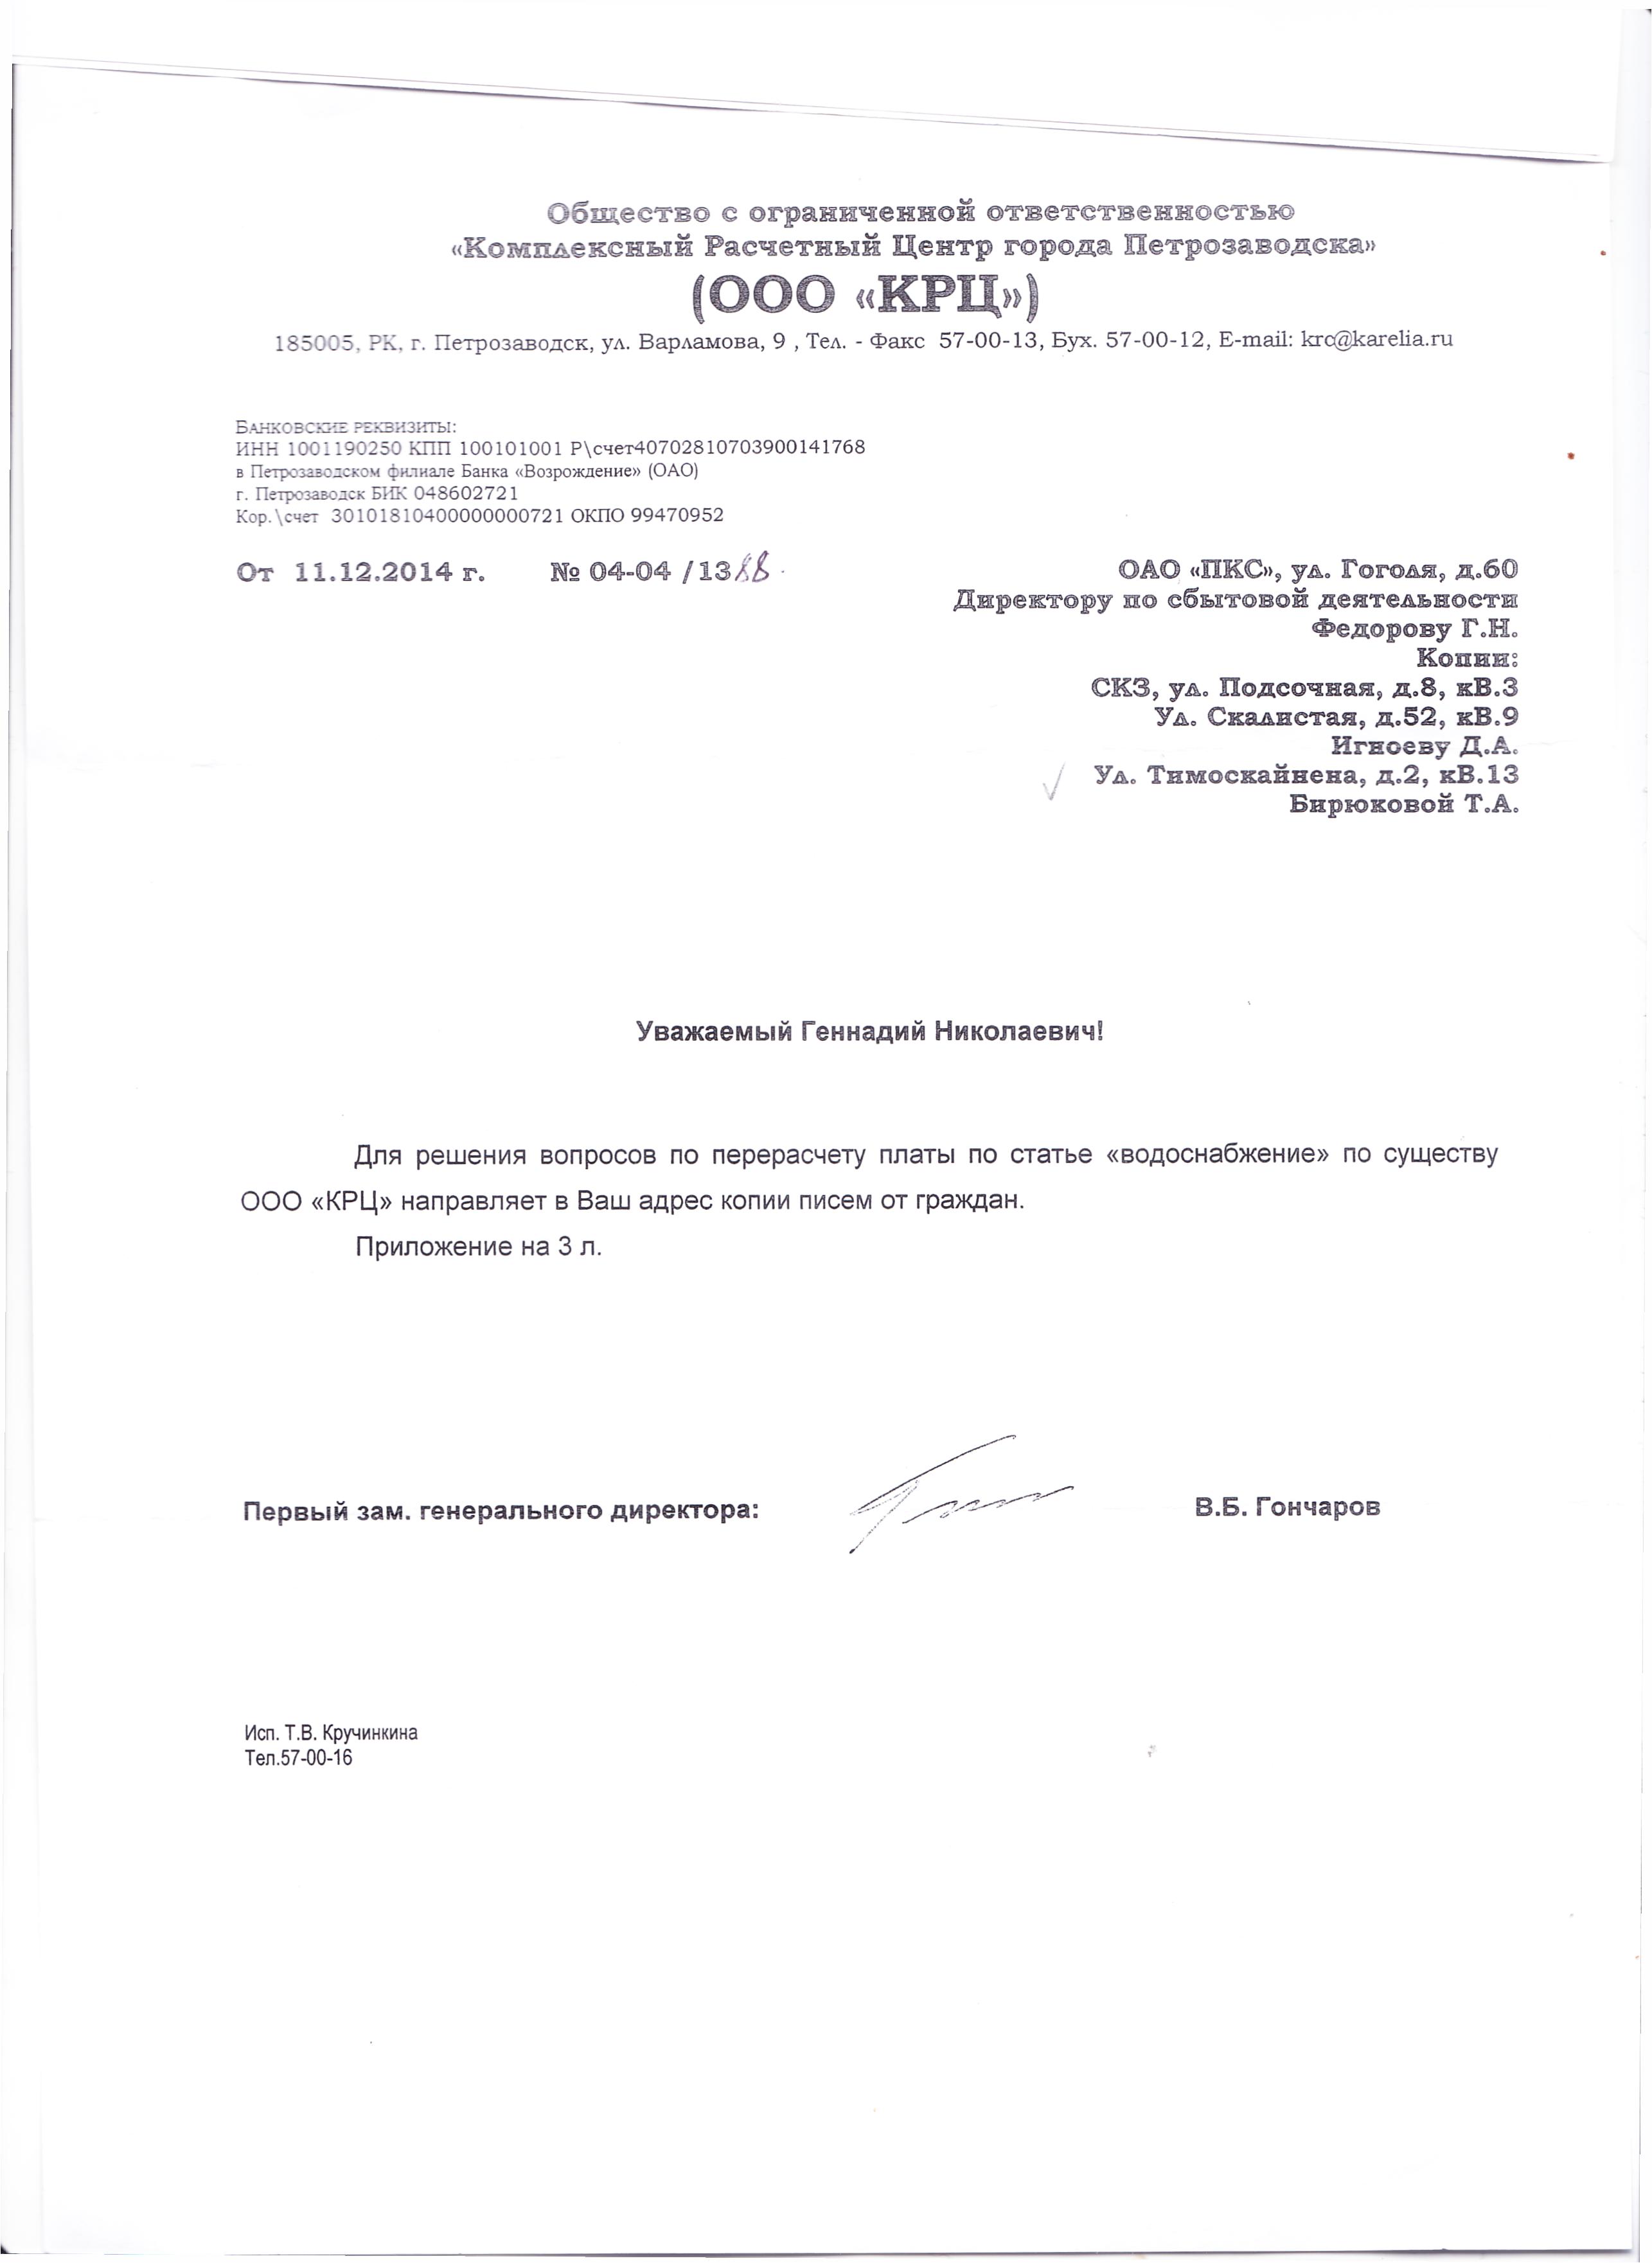 Общество с ограниченной ответственностью
«Комплексный Расчетный Центр города Петрозаводска»
(ООО «КРЦ»)
185005, РК, г. Петрозаводск, ул. Варламова, 9 , Тел. - Факс 57-00-13, Бух. 57-00-12, E-mail: krc@karelia.ru
БАНКОВСКИЕ РЕКВИЗИТЫ:
ИНН 1001190250 КПП 100101001 Р\счет40702810703900141768
в Петрозаводском филиале Банка «Возрождение» (ОАО)
г. Петрозаводск БИК 048602721
Кор.\счет 30101810400000000721 ОКПО 99470952
От 11.12.2014 г. № 04-04 /1388
ОАО «ПКС», ул. Гоголя, д.60
Директору по сбытовой деятельности
Федорову Г.Н.
Копии:
СКЗ, ул. Подсочная, д.8, кВ.3
Ул. Скалистая, д.52, кВ.9
Игноеву Д.А.
Ул. Тимоскайнена, д.2, кВ.13
Бирюковой Т.А.
Уважаемый Геннадий Николаевич!
Для решения вопросов по перерасчету платы по статье «водоснабжение» по существу
ООО «КРЦ» направляет в Ваш адрес копии писем от граждан.
Приложение на 3 л.
Первый зам. генерального директора: В.Б. Гончаров
Исп. Т.В. Кручинкина
Тел.57-00-16